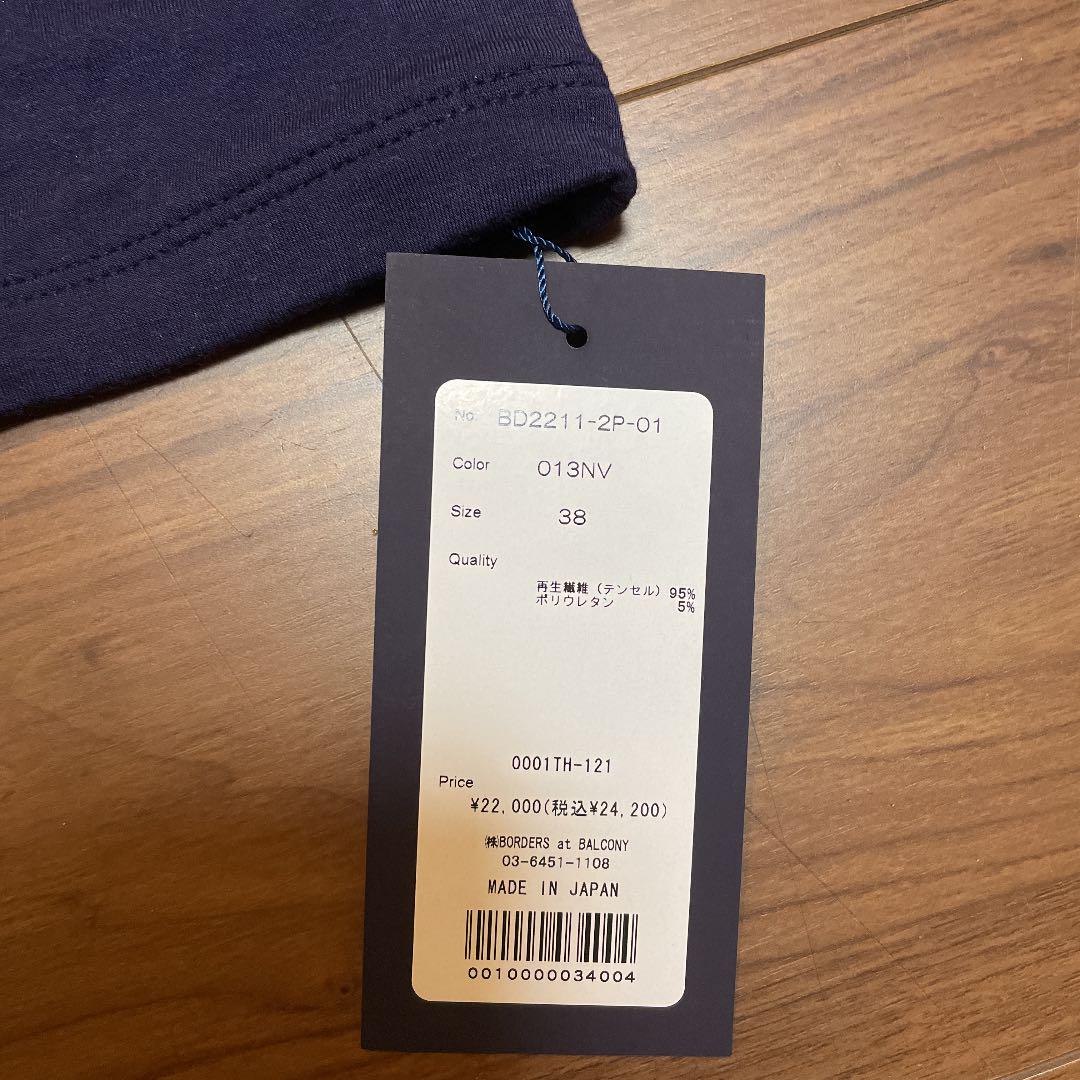 No. BD2211-2P-01
Color 013NV
Size 38
Quality
再生繊維（テンセル）95%
ポリウレタン 5%
0001TH-121
Price
¥22,000(税込¥24,200)
㈱BORDERS at BALCONY
03-6451-1108
MADE IN JAPAN
0010000034004